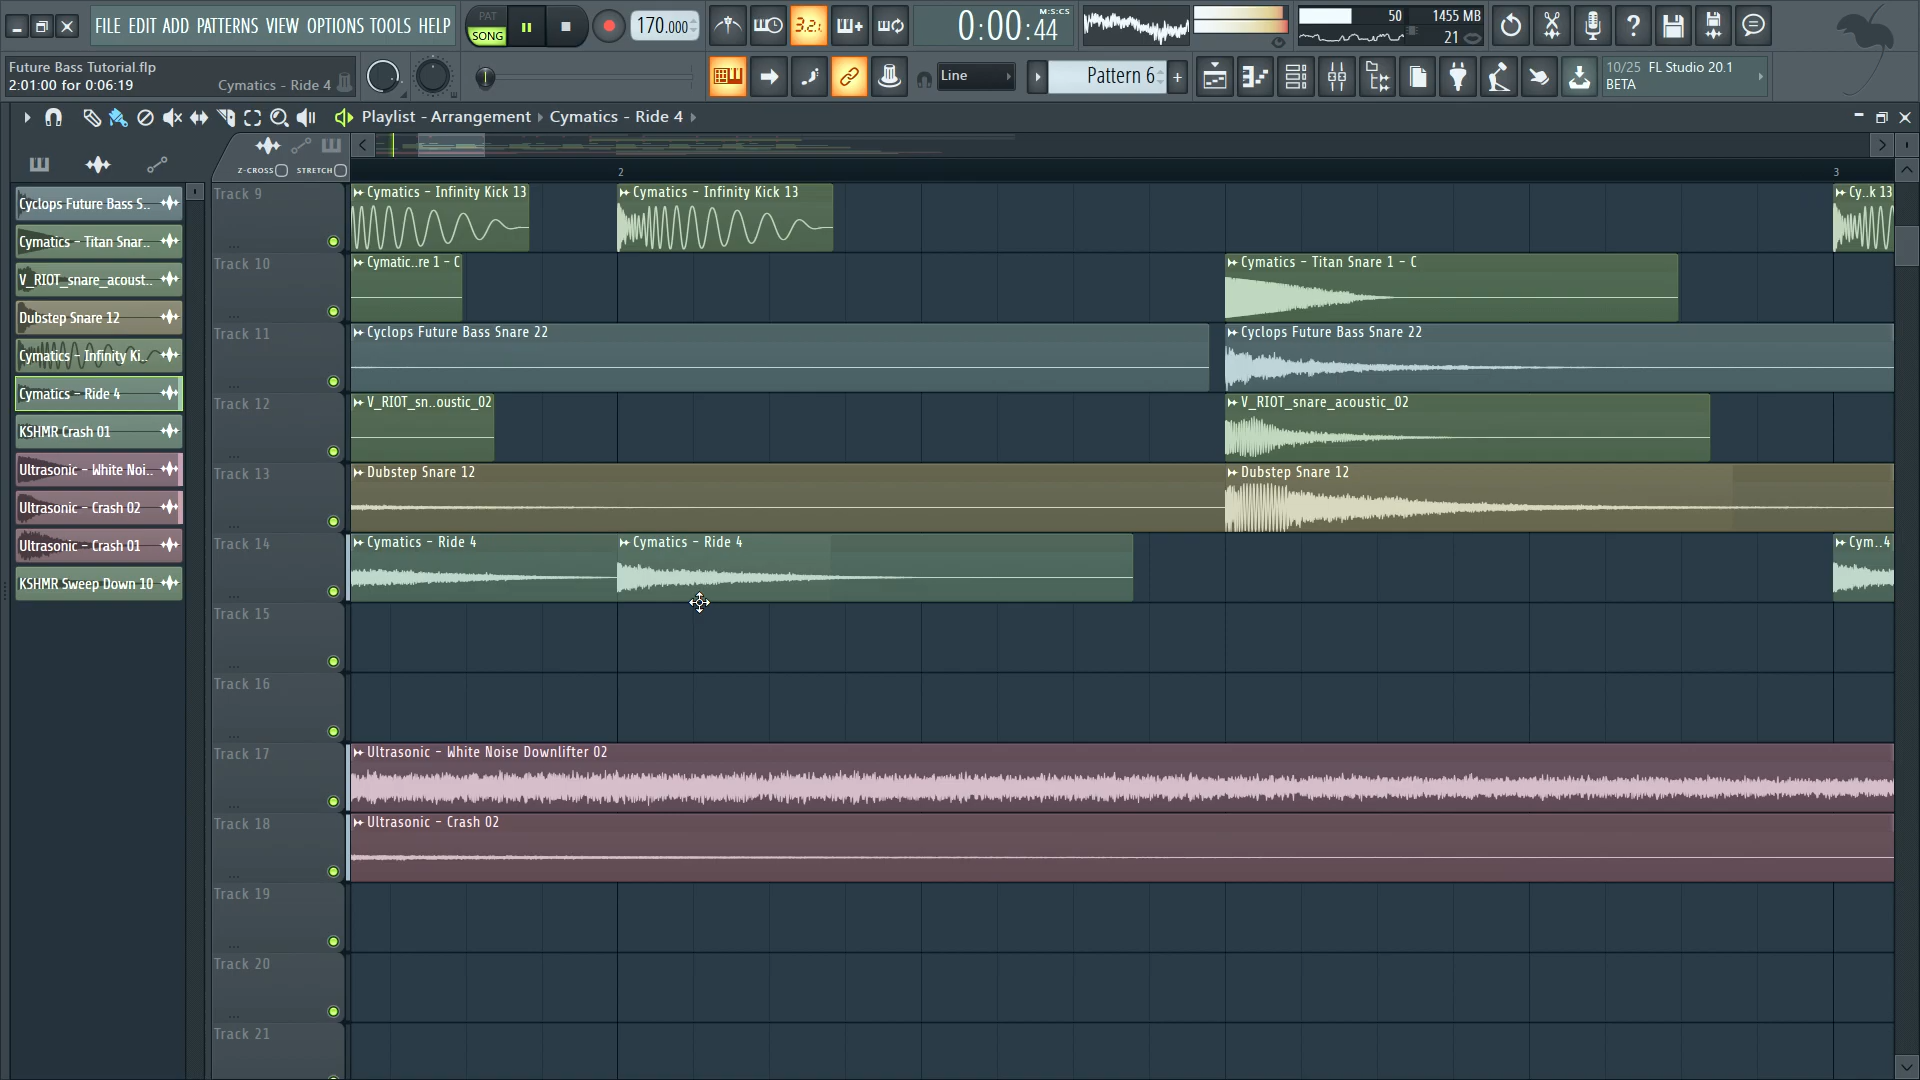 FILE EDIT ADD PATTERNS VIEW OPTIONS TOOLS HELP
PAT
SONG
170.000
3.2.1
0:00:44
M:S:CS
50
1455 MB
21
Future Bass Tutorial.flp
2:01:00 for 0:06:19
Cymatics - Ride 4
Line
Pattern 6
10/25 FL Studio 20.1
BETA
Playlist - Arrangement
Cymatics - Ride 4
Z-CROSS
STRETCH
2
3
Cyclops Future Bass S..
Cymatics - Titan Snar..
V_RIOT_snare_acoust..
Dubstep Snare 12
Cymatics - Infinity Ki..
Cymatics - Ride 4
KSHMR Crash 01
Ultrasonic - White Noi..
Ultrasonic - Crash 02
Ultrasonic - Crash 01
KSHMR Sweep Down 10
Track 9
Cymatics - Infinity Kick 13
Cymatics - Infinity Kick 13
Cy..k 13
Track 10
Cymatic..re 1 - C
Cymatics - Titan Snare 1 - C
Track 11
Cyclops Future Bass Snare 22
Cyclops Future Bass Snare 22
Track 12
V_RIOT_sn..oustic_02
V_RIOT_snare_acoustic_02
Track 13
Dubstep Snare 12
Dubstep Snare 12
Track 14
Cymatics - Ride 4
Cymatics - Ride 4
Cym..4
Track 15
Track 16
Track 17
Ultrasonic - White Noise Downlifter 02
Track 18
Ultrasonic - Crash 02
Track 19
Track 20
Track 21